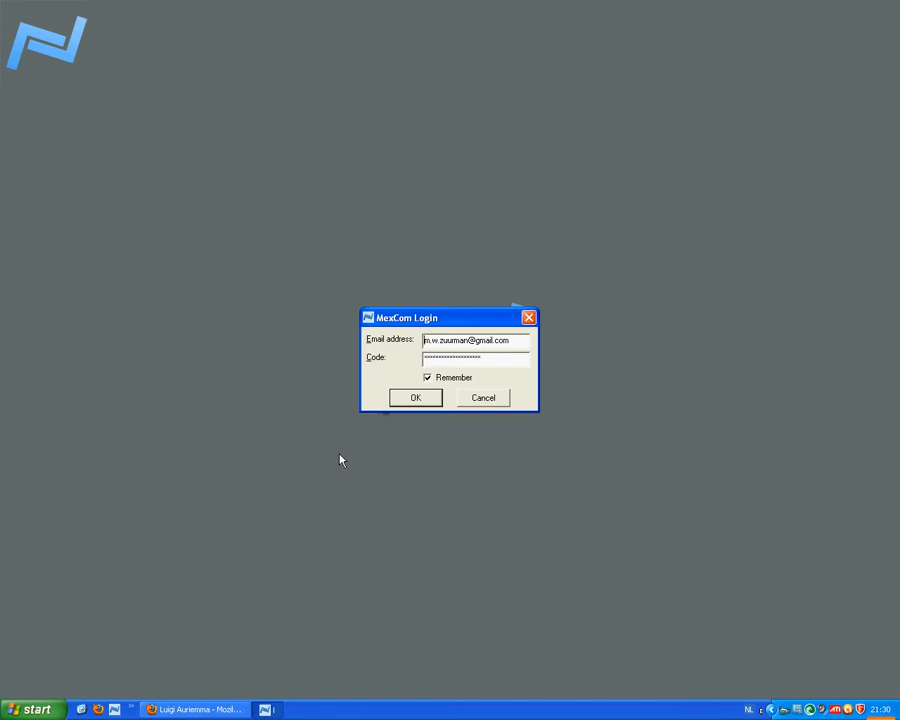 MexCom Login
Email address: m.w.zuurman@gmail.com
Code: ********************
Remember
OK Cancel
start Luigi Auriemma - Mozil... NL 21:30